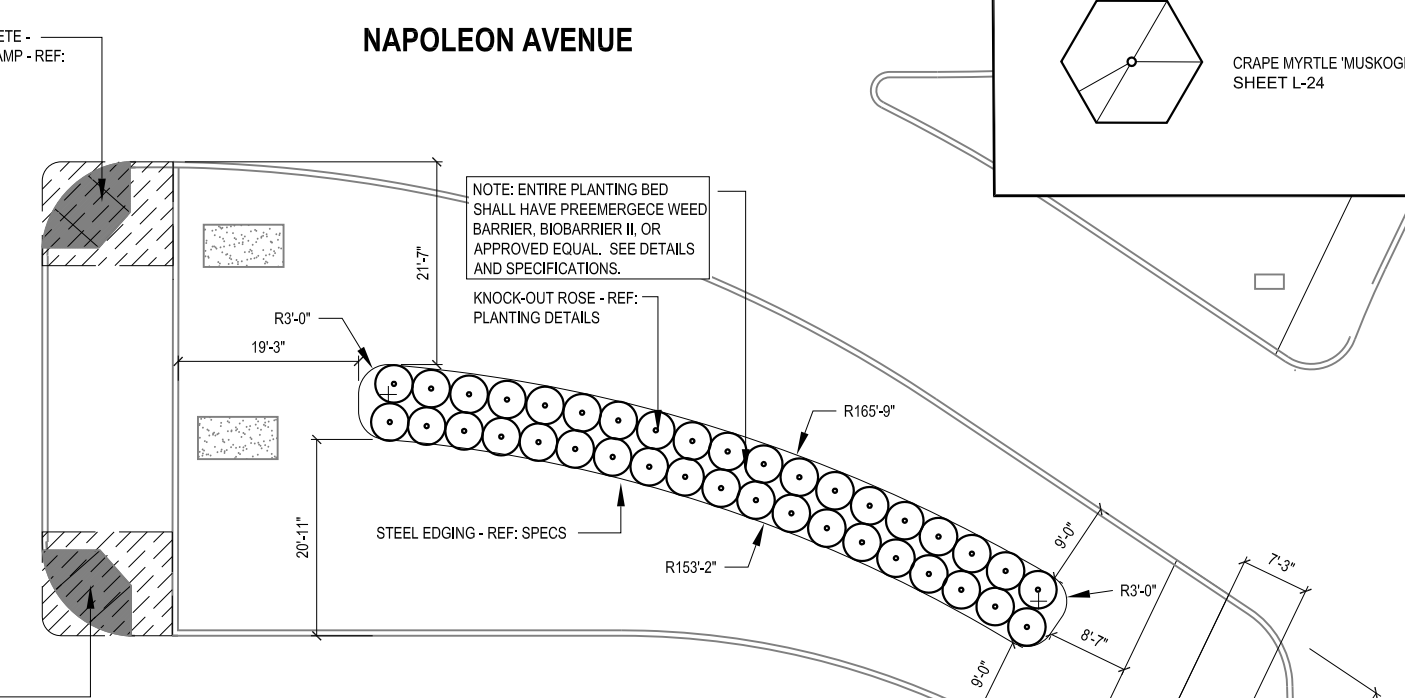 NAPOLEON AVENUE
AMP - REF:
CRAPE MYRTLE
SHEET L-24
NOTE: ENTIRE PLANTING BED
SHALL HAVE PREEMERGECE WEED
BARRIER, BIOBARRIER II, OR
APPROVED EQUAL. SEE DETAILS
AND SPECIFICATIONS.
21'-7"
KNOCK-OUT ROSE - REF:
PLANTING DETAILS
R3'-0"
19'-3"
R165'-9"
STEEL EDGING - REF: SPECS
20'-11"
R153'-2"
9'-0"
7'-3"
R3'-0"
8'-7"
9'-0"